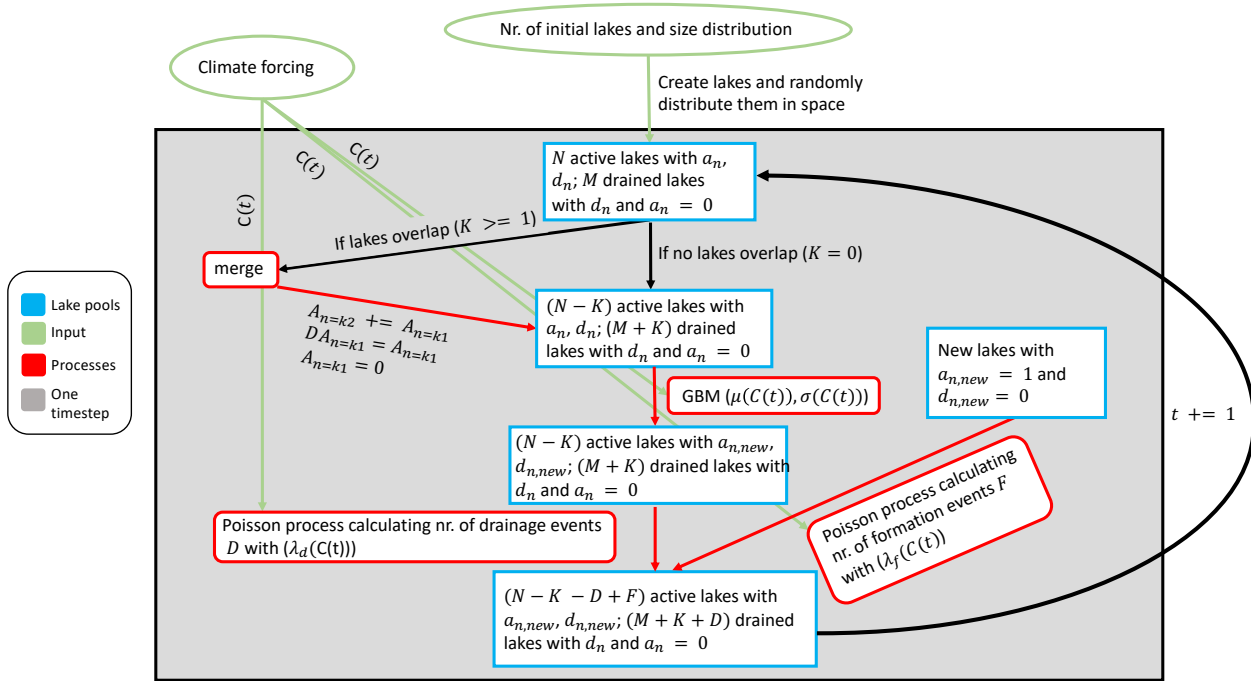 Nr. of initial lakes and size distribution
Climate forcing
Create lakes and randomly
distribute them in space
C(t)
C(t)
C(t)
N active lakes with a_n,
d_n; M drained lakes
with d_n and a_n = 0
If lakes overlap (K >= 1)
If no lakes overlap (K = 0)
merge
A_{n=k2} += A_{n=k1}
DA_{n=k1} = A_{n=k1}
A_{n=k1} = 0
(N − K) active lakes with
a_n, d_n; (M + K) drained
lakes with d_n and a_n = 0
New lakes with
a_{n,new} = 1 and
d_{n,new} = 0
GBM (μ(C(t)), σ(C(t)))
t += 1
(N − K) active lakes with a_{n,new},
d_{n,new}; (M + K) drained lakes with
d_n and a_n = 0
Poisson process calculating
nr. of formation events F
with (λ_f(C(t))
Poisson process calculating nr. of drainage events
D with (λ_d(C(t)))
(N − K − D + F) active lakes with
a_{n,new}, d_{n,new}; (M + K + D) drained
lakes with d_n and a_n = 0
Lake pools
Input
Processes
One
timestep